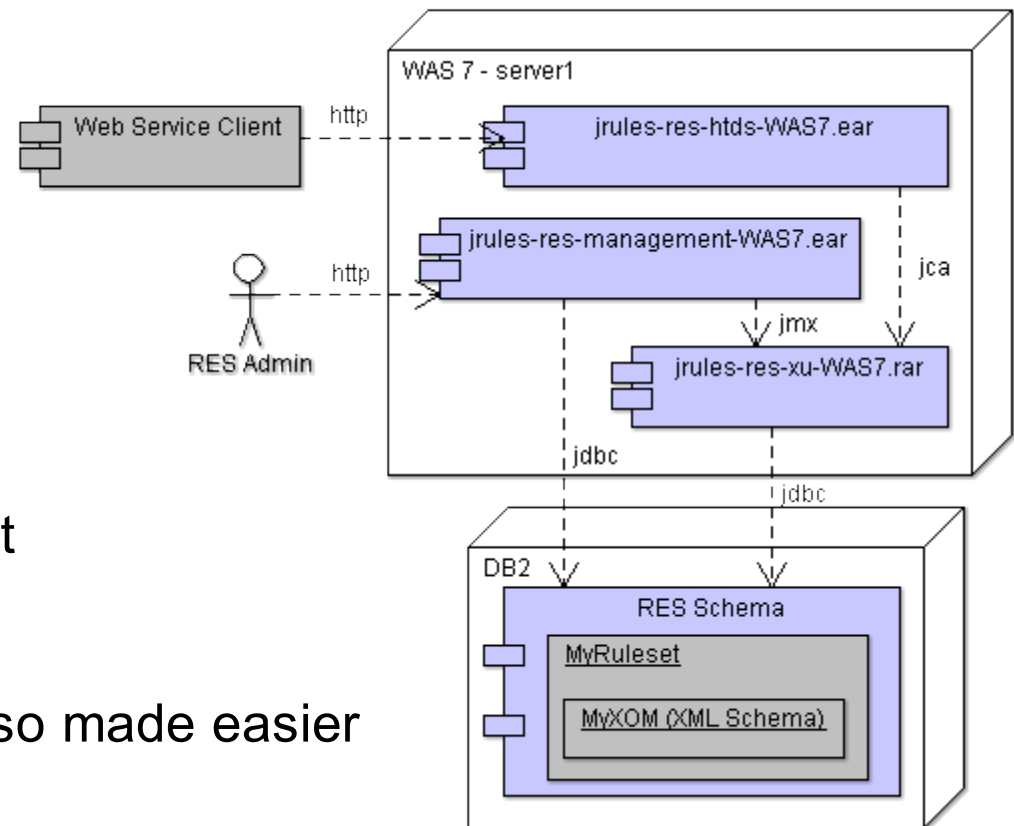 WAS 7 - server1
Web Service Client
http
jrules-res-htds-WAS7.ear
jrules-res-management-WAS7.ear
jca
http
RES Admin
jmx
jrules-res-xu-WAS7.rar
jdbc
jdbc
t
DB2
RES Schema
MyRuleset
so made easier
MyXOM (XML Schema)